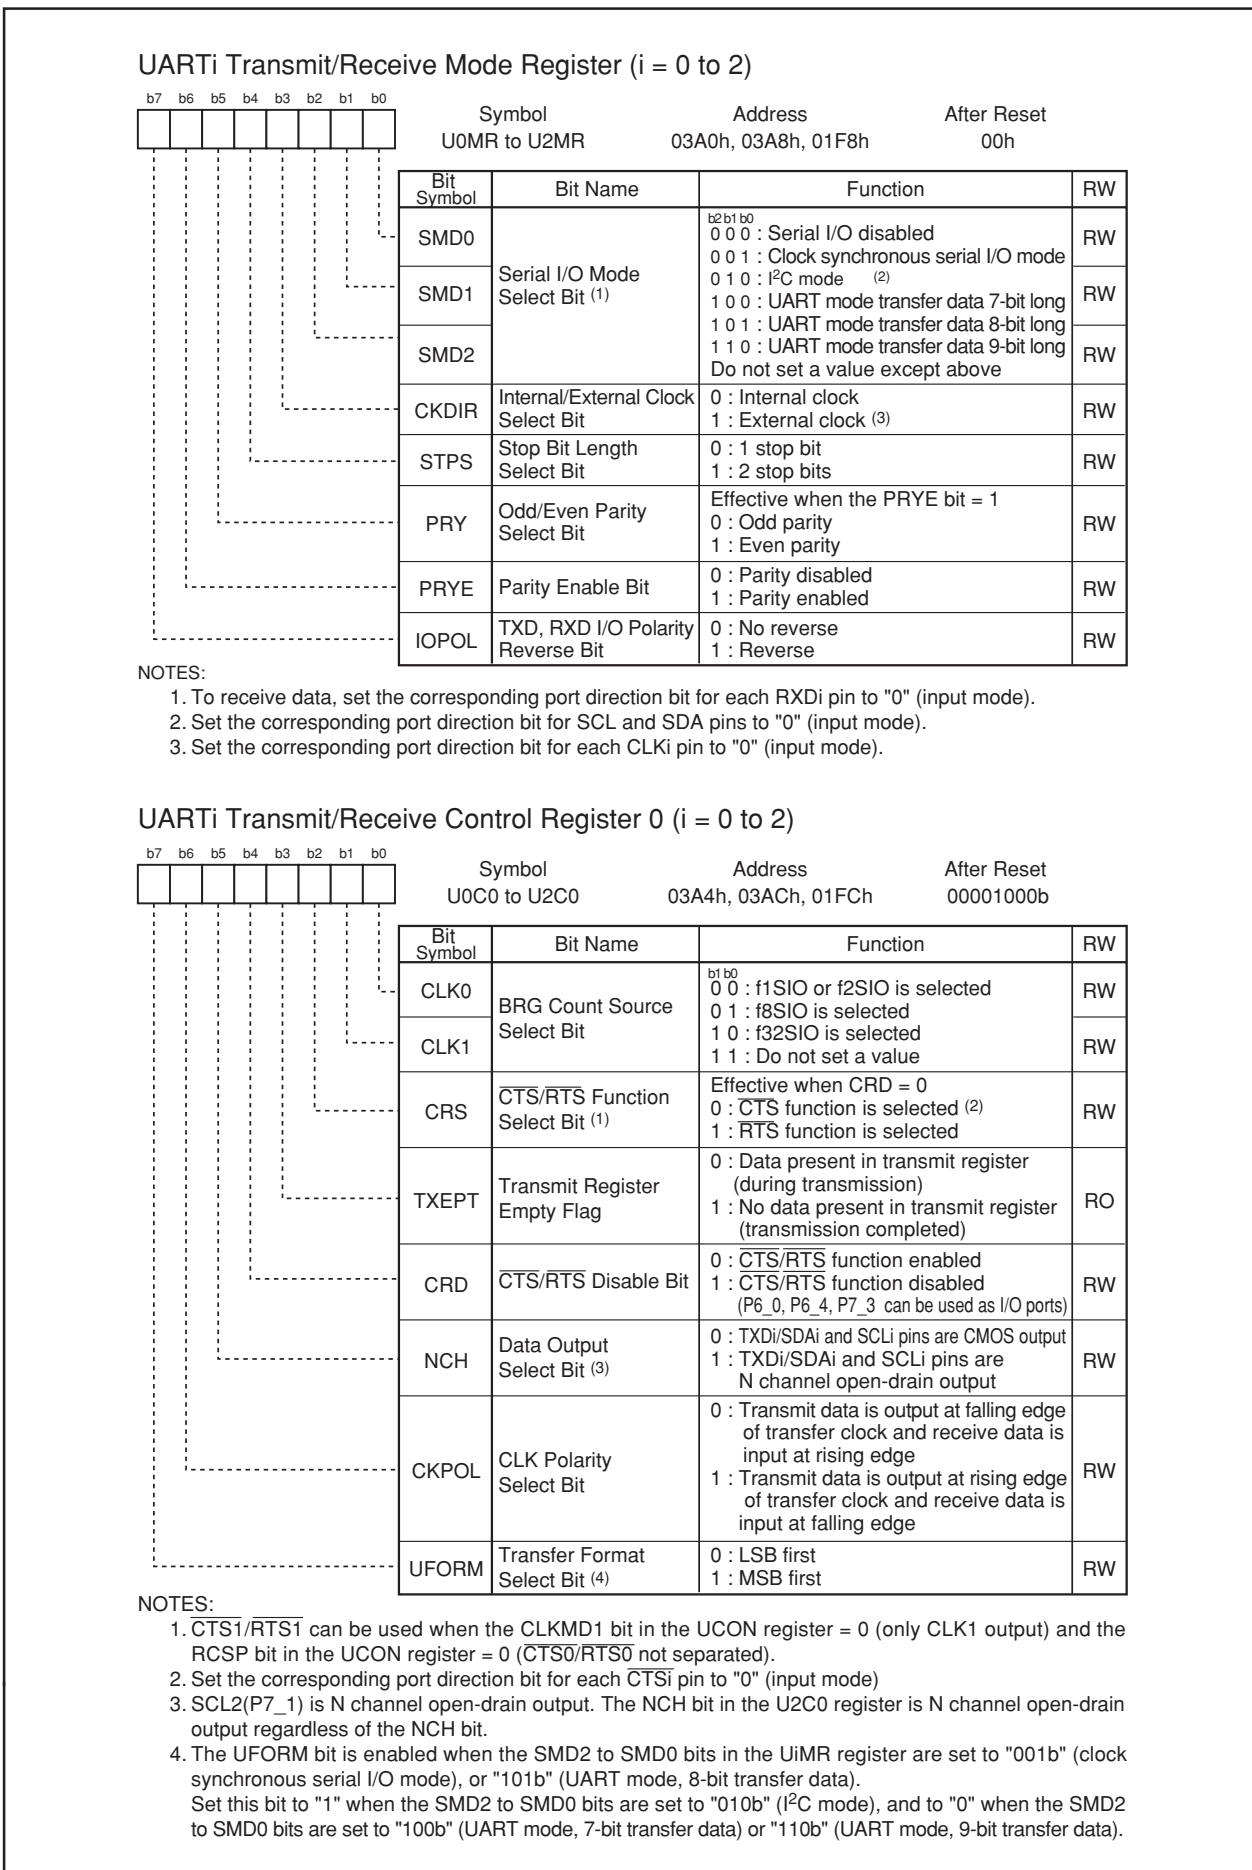 UARTi Transmit/Receive Mode Register (i = 0 to 2)
b7 b6 b5 b4 b3 b2 b1 b0
Symbol Address After Reset
U0MR to U2MR 03A0h, 03A8h, 01F8h 00h
Bit Symbol Bit Name Function RW
SMD0 RW
SMD1 RW
SMD2 RW
Serial I/O Mode
Select Bit (1)
b2 b1 b0
0 0 0 : Serial I/O disabled
0 0 1 : Clock synchronous serial I/O mode
0 1 0 : I²C mode (2)
1 0 0 : UART mode transfer data 7-bit long
1 0 1 : UART mode transfer data 8-bit long
1 1 0 : UART mode transfer data 9-bit long
Do not set a value except above
CKDIR
Internal/External Clock
Select Bit
0 : Internal clock
1 : External clock (3)
RW
STPS
Stop Bit Length
Select Bit
0 : 1 stop bit
1 : 2 stop bits
RW
PRY
Odd/Even Parity
Select Bit
Effective when the PRYE bit = 1
0 : Odd parity
1 : Even parity
RW
PRYE
Parity Enable Bit
0 : Parity disabled
1 : Parity enabled
RW
IOPOL
TXD, RXD I/O Polarity
Reverse Bit
0 : No reverse
1 : Reverse
RW
NOTES:
1. To receive data, set the corresponding port direction bit for each RXDi pin to "0" (input mode).
2. Set the corresponding port direction bit for SCL and SDA pins to "0" (input mode).
3. Set the corresponding port direction bit for each CLKi pin to "0" (input mode).
UARTi Transmit/Receive Control Register 0 (i = 0 to 2)
b7 b6 b5 b4 b3 b2 b1 b0
Symbol Address After Reset
U0C0 to U2C0 03A4h, 03ACh, 01FCh 00001000b
Bit Symbol Bit Name Function RW
CLK0 RW
CLK1 RW
BRG Count Source
Select Bit
b1 b0
0 0 : f1SIO or f2SIO is selected
0 1 : f8SIO is selected
1 0 : f32SIO is selected
1 1 : Do not set a value
CRS
CTS/RTS Function
Select Bit (1)
Effective when CRD = 0
0 : CTS function is selected (2)
1 : RTS function is selected
RW
TXEPT
Transmit Register
Empty Flag
0 : Data present in transmit register
(during transmission)
1 : No data present in transmit register
(transmission completed)
RO
CRD
CTS/RTS Disable Bit
0 : CTS/RTS function enabled
1 : CTS/RTS function disabled
(P6_0, P6_4, P7_3 can be used as I/O ports)
RW
NCH
Data Output
Select Bit (3)
0 : TXDi/SDAi and SCLi pins are CMOS output
1 : TXDi/SDAi and SCLi pins are
N channel open-drain output
RW
CKPOL
CLK Polarity
Select Bit
0 : Transmit data is output at falling edge
of transfer clock and receive data is
input at rising edge
1 : Transmit data is output at rising edge
of transfer clock and receive data is
input at falling edge
RW
UFORM
Transfer Format
Select Bit (4)
0 : LSB first
1 : MSB first
RW
NOTES:
1. CTS1/RTS1 can be used when the CLKMD1 bit in the UCON register = 0 (only CLK1 output) and the
RCSP bit in the UCON register = 0 (CTS0/RTS0 not separated).
2. Set the corresponding port direction bit for each CTSi pin to "0" (input mode)
3. SCL2(P7_1) is N channel open-drain output. The NCH bit in the U2C0 register is N channel open-drain
output regardless of the NCH bit.
4. The UFORM bit is enabled when the SMD2 to SMD0 bits in the UiMR register are set to "001b" (clock
synchronous serial I/O mode), or "101b" (UART mode, 8-bit transfer data).
Set this bit to "1" when the SMD2 to SMD0 bits are set to "010b" (I²C mode), and to "0" when the SMD2
to SMD0 bits are set to "100b" (UART mode, 7-bit transfer data) or "110b" (UART mode, 9-bit transfer data).